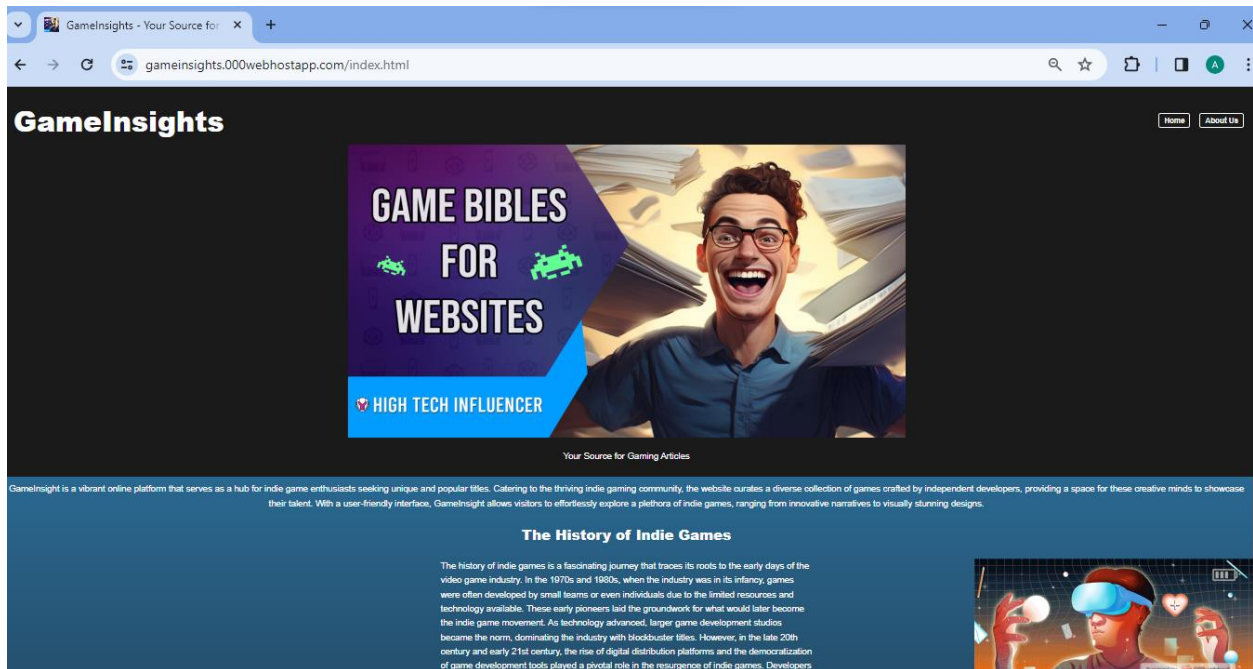 GameInsights - Your Source for
gameinsights.000webhostapp.com/index.html
A
GameInsights
Home
About Us
GAME BIBLES
FOR
WEBSITES
HIGH TECH INFLUENCER
Your Source for Gaming Articles
GameInsight is a vibrant online platform that serves as a hub for indie game enthusiasts seeking unique and popular titles. Catering to the thriving indie gaming community, the website curates a diverse collection of games crafted by independent developers, providing a space for these creative minds to showcase
their talent. With a user-friendly interface, GameInsight allows visitors to effortlessly explore a plethora of indie games, ranging from innovative narratives to visually stunning designs.
The History of Indie Games
The history of indie games is a fascinating journey that traces its roots to the early days of the
video game industry. In the 1970s and 1980s, when the industry was in its infancy, games
were often developed by small teams or even individuals due to the limited resources and
technology available. These early pioneers laid the groundwork for what would later become
the indie game movement. As technology advanced, larger game development studios
became the norm, dominating the industry with blockbuster titles. However, in the late 20th
century and early 21st century, the rise of digital distribution platforms and the democratization
of game development tools played a pivotal role in the resurgence of indie games. Developers